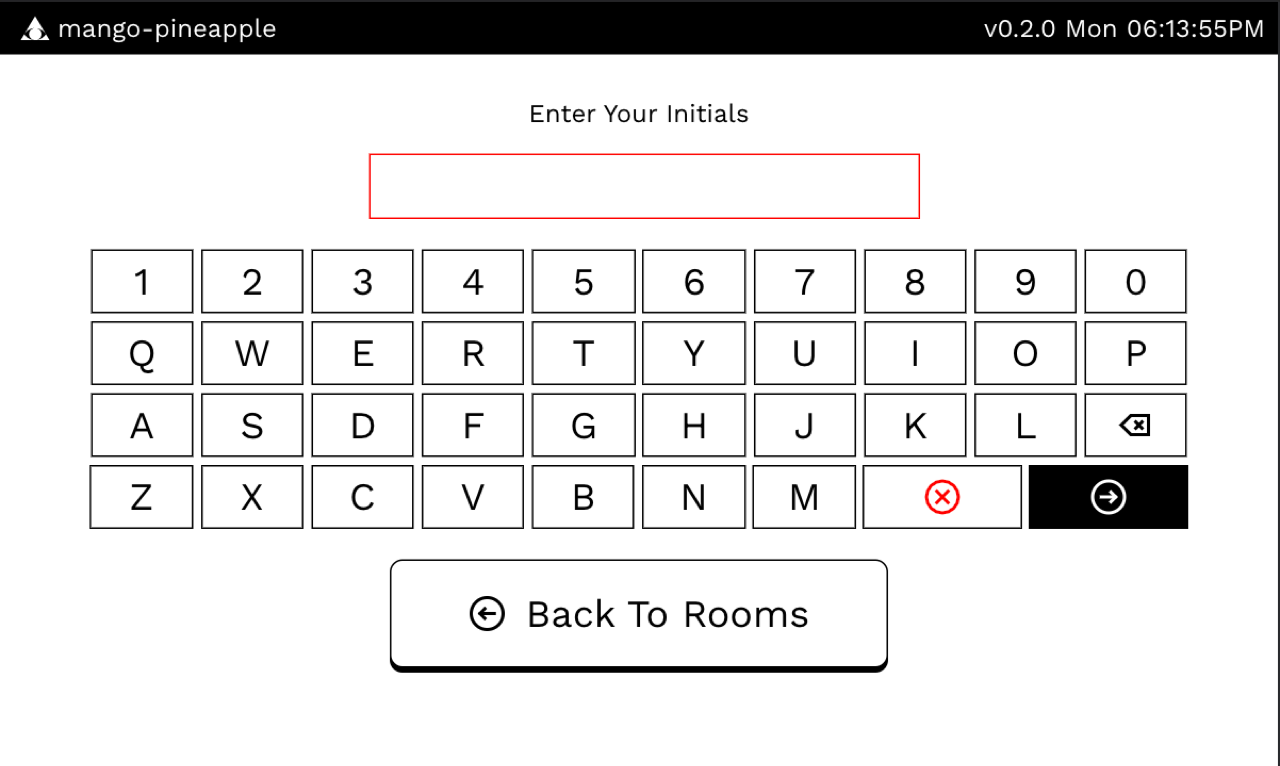 mango-pineapple
v0.2.0 Mon 06:13:55PM
Enter Your Initials
1 2 3 4 5 6 7 8 9 0
Q W E R T Y U I O P
A S D F G H J K L
Z X C V B N M
Back To Rooms